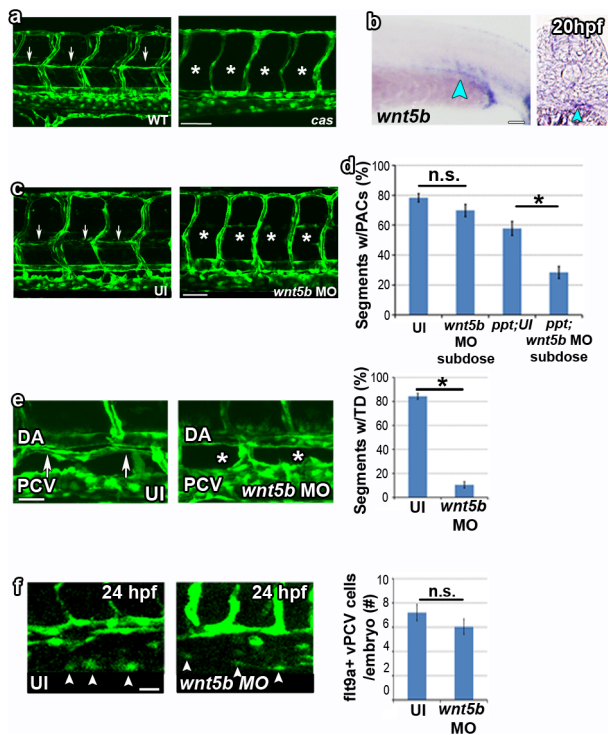 a
WT
cas
* * * *
b
wnt5b
20hpf
c
UI
* * * *
wnt5b MO
d
Segments w/PACs (%)
80
60
40
20
0
n.s.
*
UI
wnt5b
MO
subdose
ppt;UI
ppt;
wnt5b MO
subdose
e
DA
PCV
UI
DA
* *
PCV
wnt5b MO
Segments w/TD (%)
100
80
60
40
20
0
*
UI
wnt5b
MO
f
24 hpf
UI
24 hpf
wnt5b MO
flt9a+ vPCV cells
/embryo (#)
8
6
4
2
0
n.s.
UI
wnt5b
MO